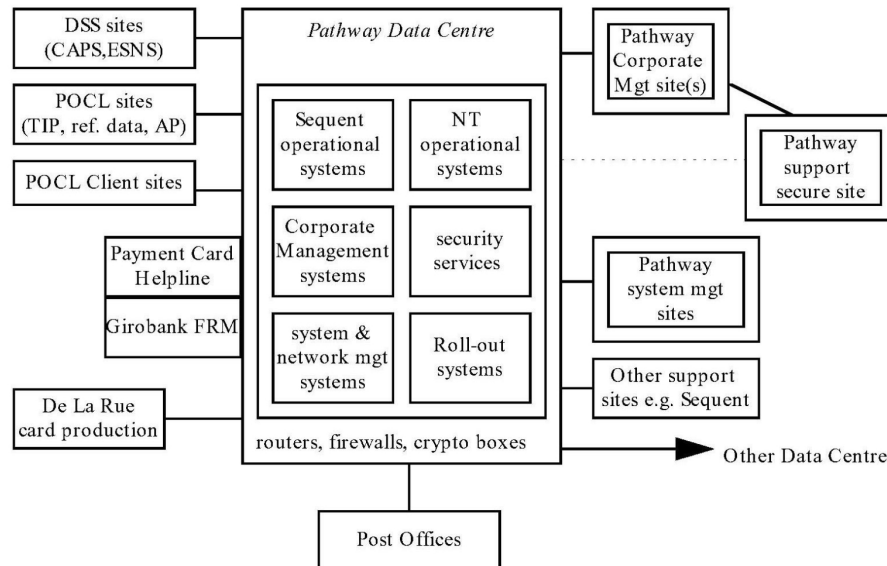 DSS sites
(CAPS,ESNS)
POCL sites
(TIP, ref. data, AP)
POCL Client sites
Payment Card
Helpline
Girobank FRM
De La Rue
card production
Pathway Data Centre
Sequent
operational
systems
NT
operational
systems
Corporate
Management
systems
security
services
system &
network mgt
systems
Roll-out
systems
routers, firewalls, crypto boxes
Pathway
Corporate
Mgt site(s)
Pathway
support
secure site
Pathway
system mgt
sites
Other support
sites e.g. Sequent
Other Data Centre
Post Offices